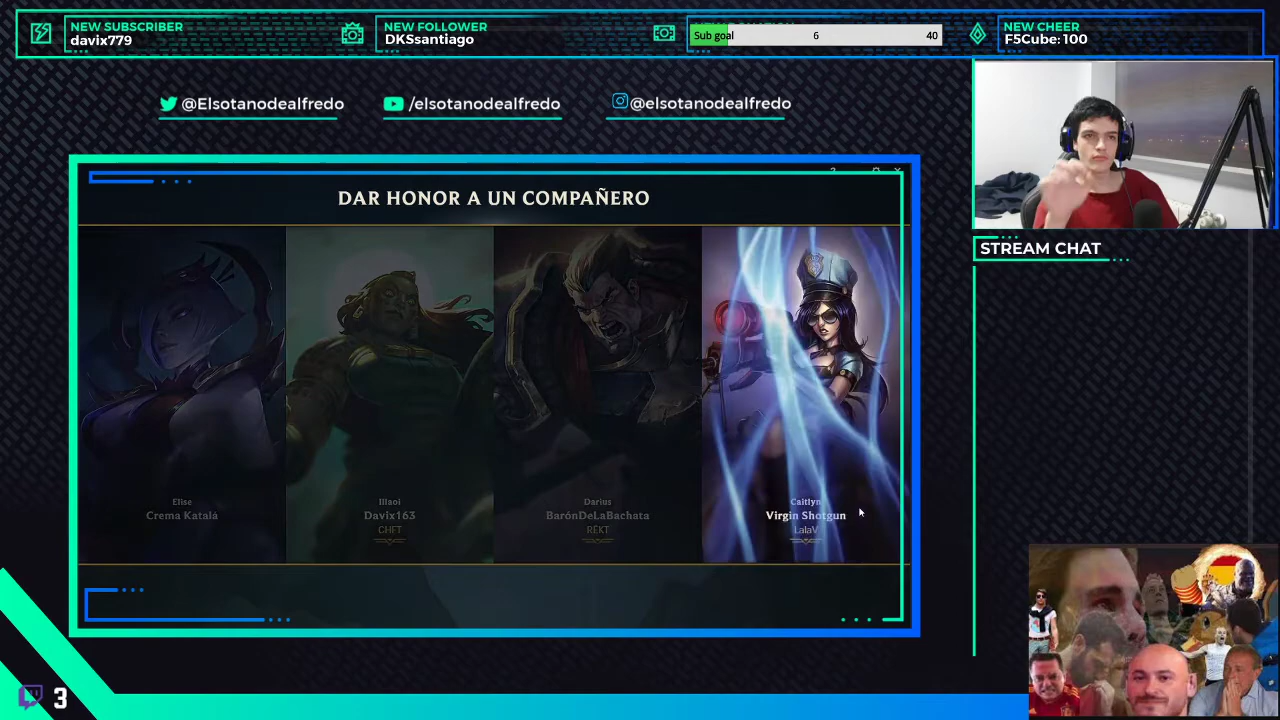 NEW SUBSCRIBER
davix779
NEW FOLLOWER
DKSsantiago
Sub goal 6 40
NEW CHEER
F5Cube: 100
@Elsotanodealfredo
/elsotanodealfredo
@elsotanodealfredo
DAR HONOR A UN COMPAÑERO
STREAM CHAT
Elise
Crema Katalá
Illaoi
Davix163
CHFT
Darius
BarónDeLaBachata
REKT
Caitlyn
Virgin Shotgun
LalaV
3